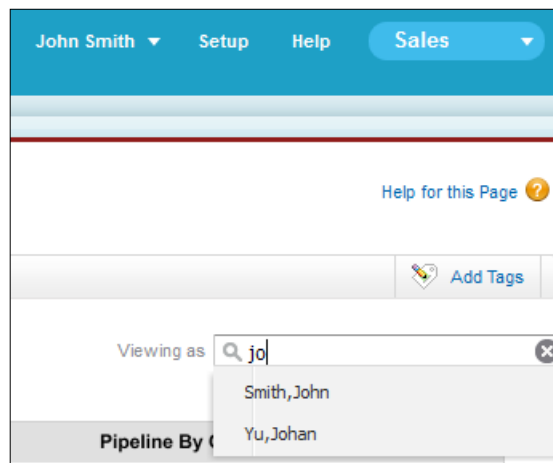 John Smith Setup Help Sales
Help for this Page ?
Add Tags
Viewing as jo
Smith,John
Yu,Johan
Pipeline By